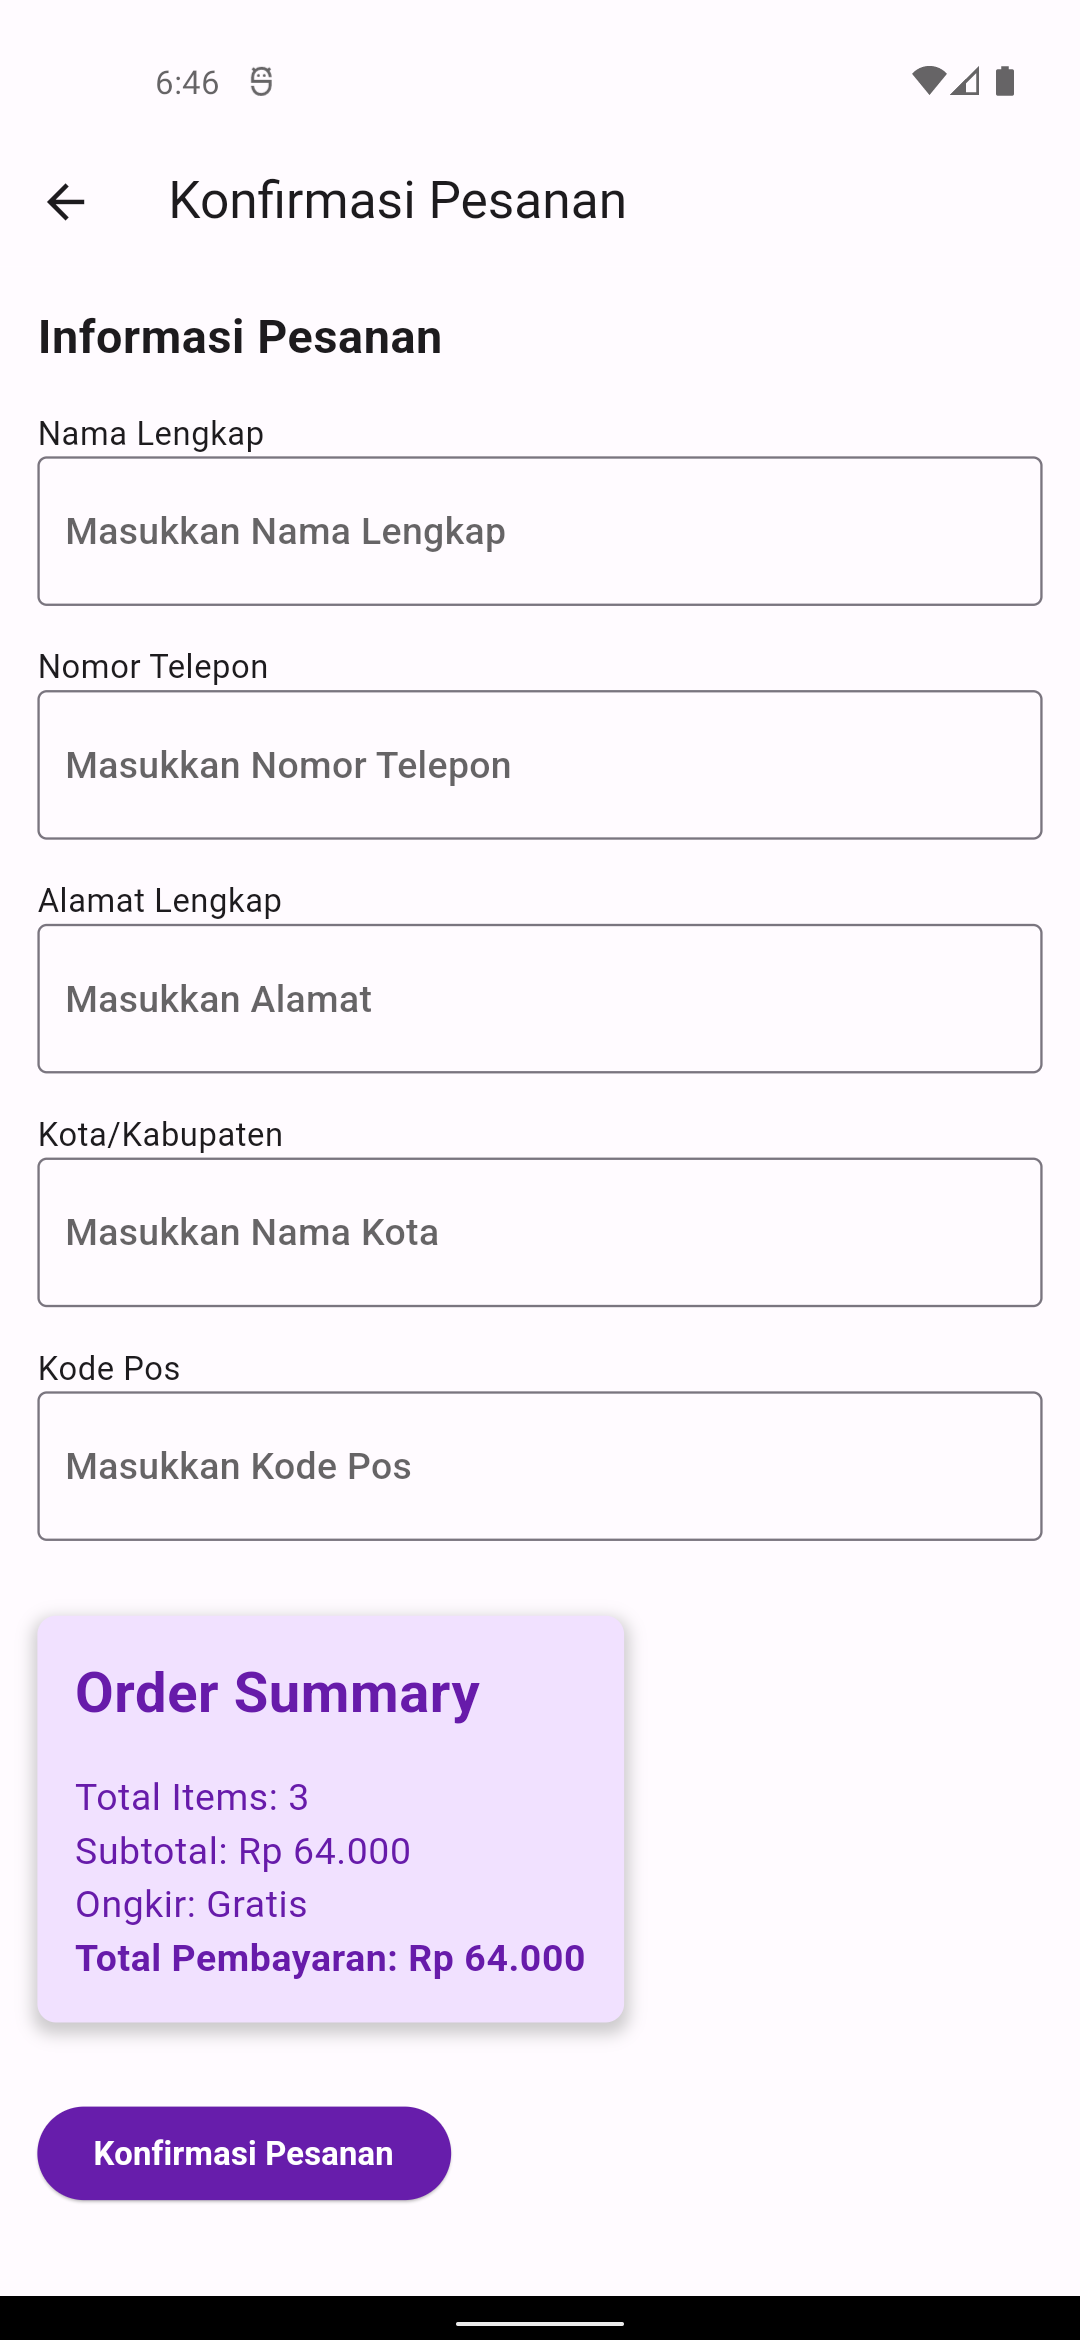 6:46
Konfirmasi Pesanan
Informasi Pesanan
Nama Lengkap
Masukkan Nama Lengkap
Nomor Telepon
Masukkan Nomor Telepon
Alamat Lengkap
Masukkan Alamat
Kota/Kabupaten
Masukkan Nama Kota
Kode Pos
Masukkan Kode Pos
Order Summary
Total Items: 3
Subtotal: Rp 64.000
Ongkir: Gratis
Total Pembayaran: Rp 64.000
Konfirmasi Pesanan